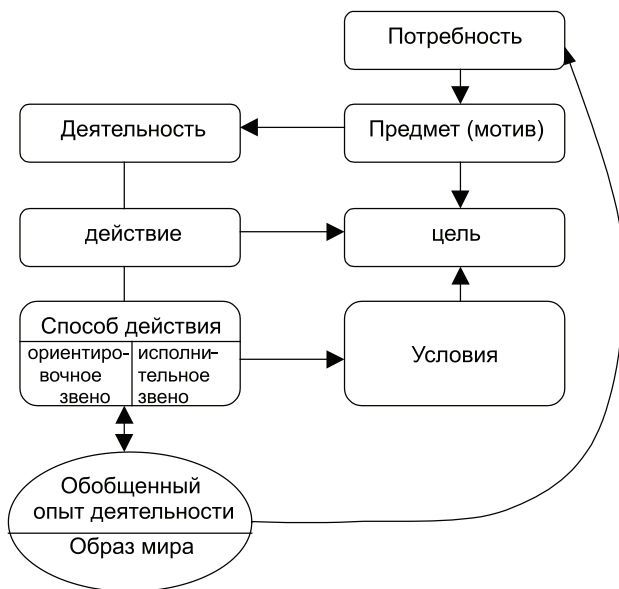 Потребность
Деятельность
Предмет (мотив)
действие
цель
Способ действия
ориентиро-
вочное
звено
исполни-
тельное
звено
Условия
Обобщенный
опыт деятельности
Образ мира